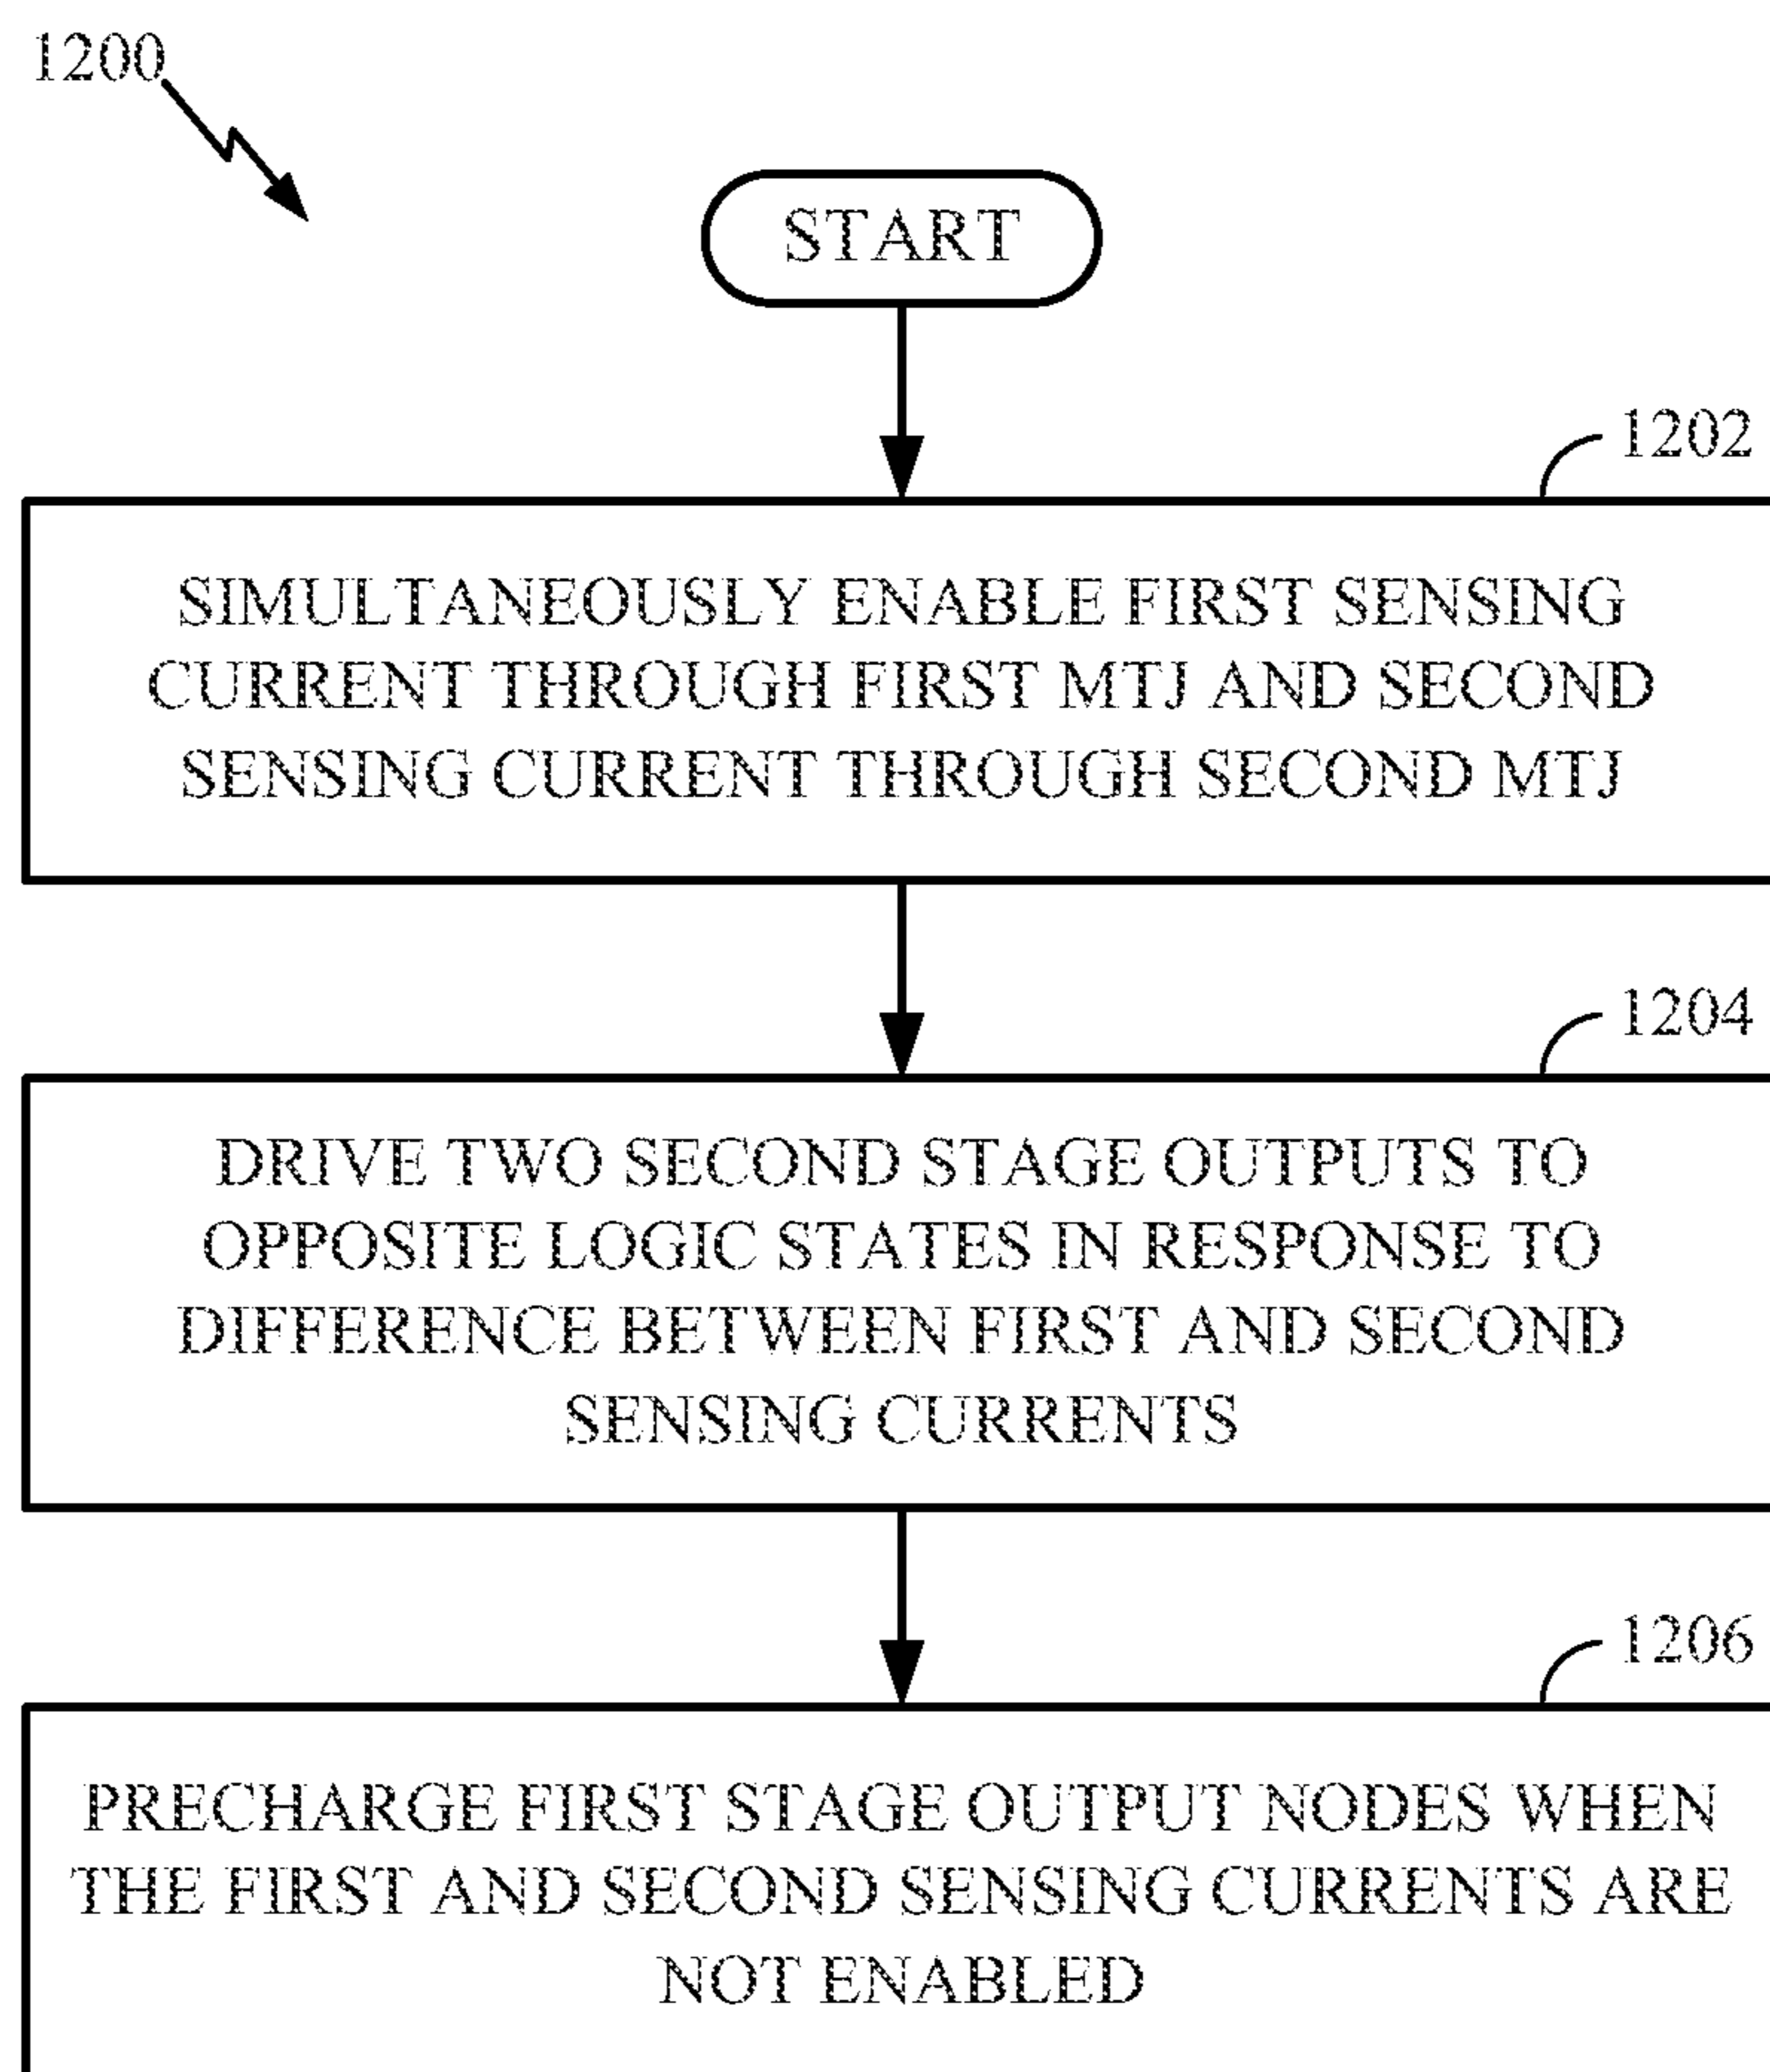 1200
START
1202
SIMULTANEOUSLY ENABLE FIRST SENSING
CURRENT THROUGH FIRST MTJ AND SECOND
SENSING CURRENT THROUGH SECOND MTJ
1204
DRIVE TWO SECOND STAGE OUTPUTS TO
OPPOSITE LOGIC STATES IN RESPONSE TO
DIFFERENCE BETWEEN FIRST AND SECOND
SENSING CURRENTS
1206
PRECHARGE FIRST STAGE OUTPUT NODES WHEN
THE FIRST AND SECOND SENSING CURRENTS ARE
NOT ENABLED